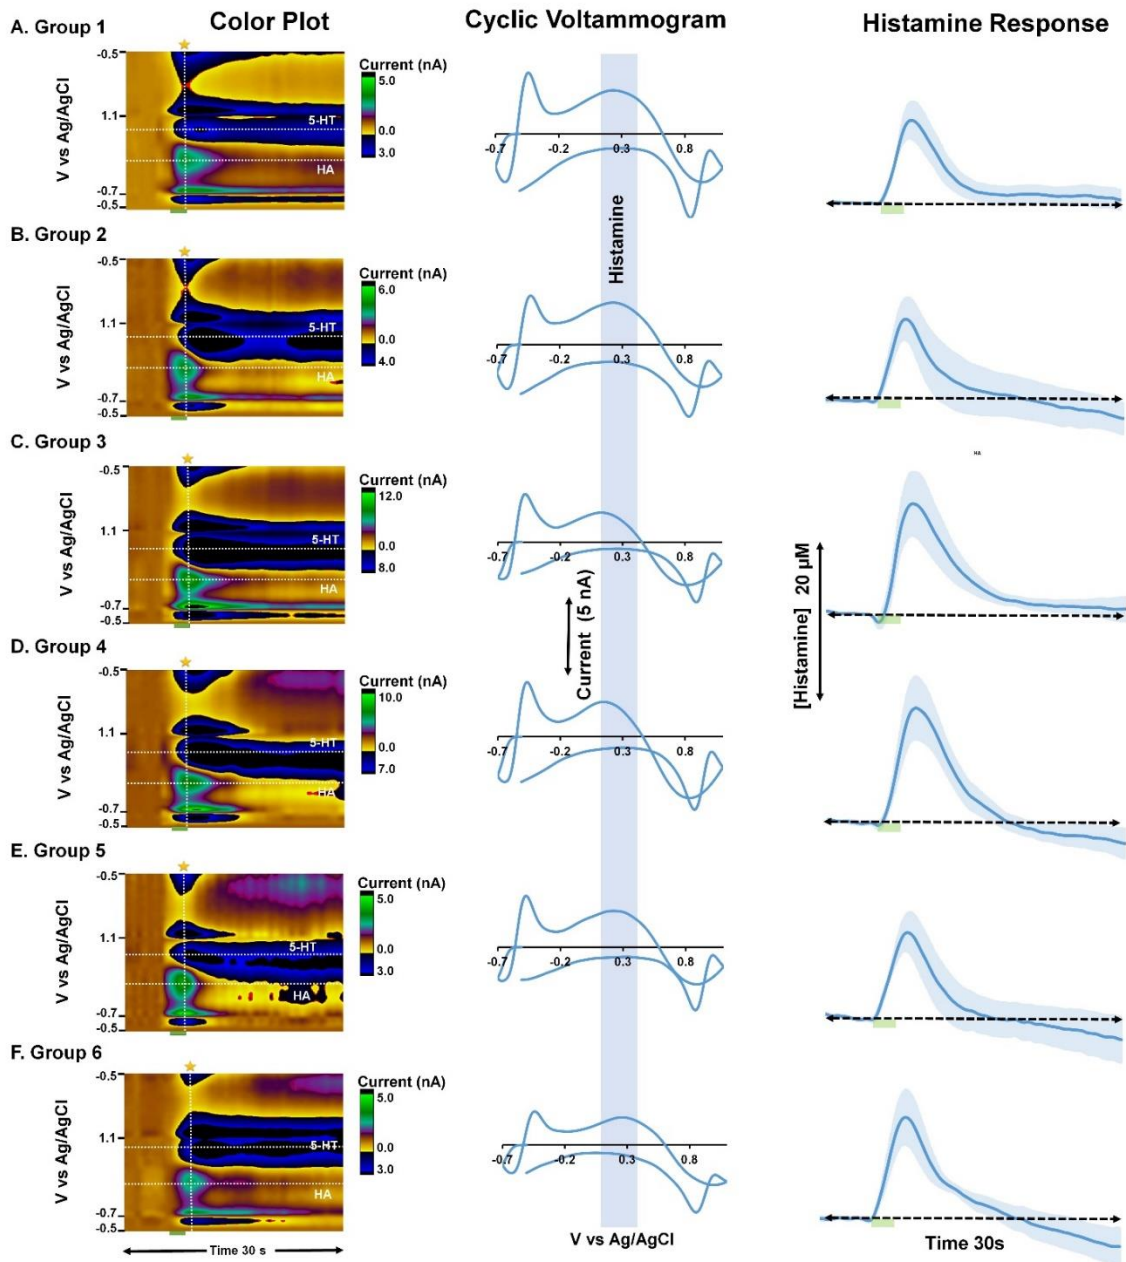 Color Plot
Cyclic Voltammogram
Histamine Response
A. Group 1
V vs Ag/AgCl
-0.5
1.1
-0.7
-0.5
5-HT
HA
Current (nA)
5.0
0.0
3.0
-0.7
-0.2
0.3
0.8
Histamine
B. Group 2
V vs Ag/AgCl
-0.5
1.1
-0.7
-0.5
5-HT
HA
Current (nA)
6.0
0.0
4.0
-0.7
-0.2
0.3
0.8
C. Group 3
HA
V vs Ag/AgCl
-0.5
1.1
-0.7
-0.5
5-HT
HA
Current (nA)
12.0
0.0
8.0
-0.7
-0.2
0.3
0.8
Current (5 nA)
[Histamine] 20 µM
D. Group 4
V vs Ag/AgCl
-0.5
1.1
-0.7
-0.5
5-HT
HA
Current (nA)
10.0
0.0
7.0
-0.7
-0.2
0.3
0.8
E. Group 5
V vs Ag/AgCl
-0.5
1.1
-0.7
-0.5
5-HT
HA
Current (nA)
5.0
0.0
3.0
-0.7
-0.2
0.3
0.8
F. Group 6
V vs Ag/AgCl
-0.5
1.1
-0.7
-0.5
5-HT
HA
Current (nA)
5.0
0.0
3.0
-0.7
-0.2
0.3
0.8
Time 30 s
V vs Ag/AgCl
Time 30s